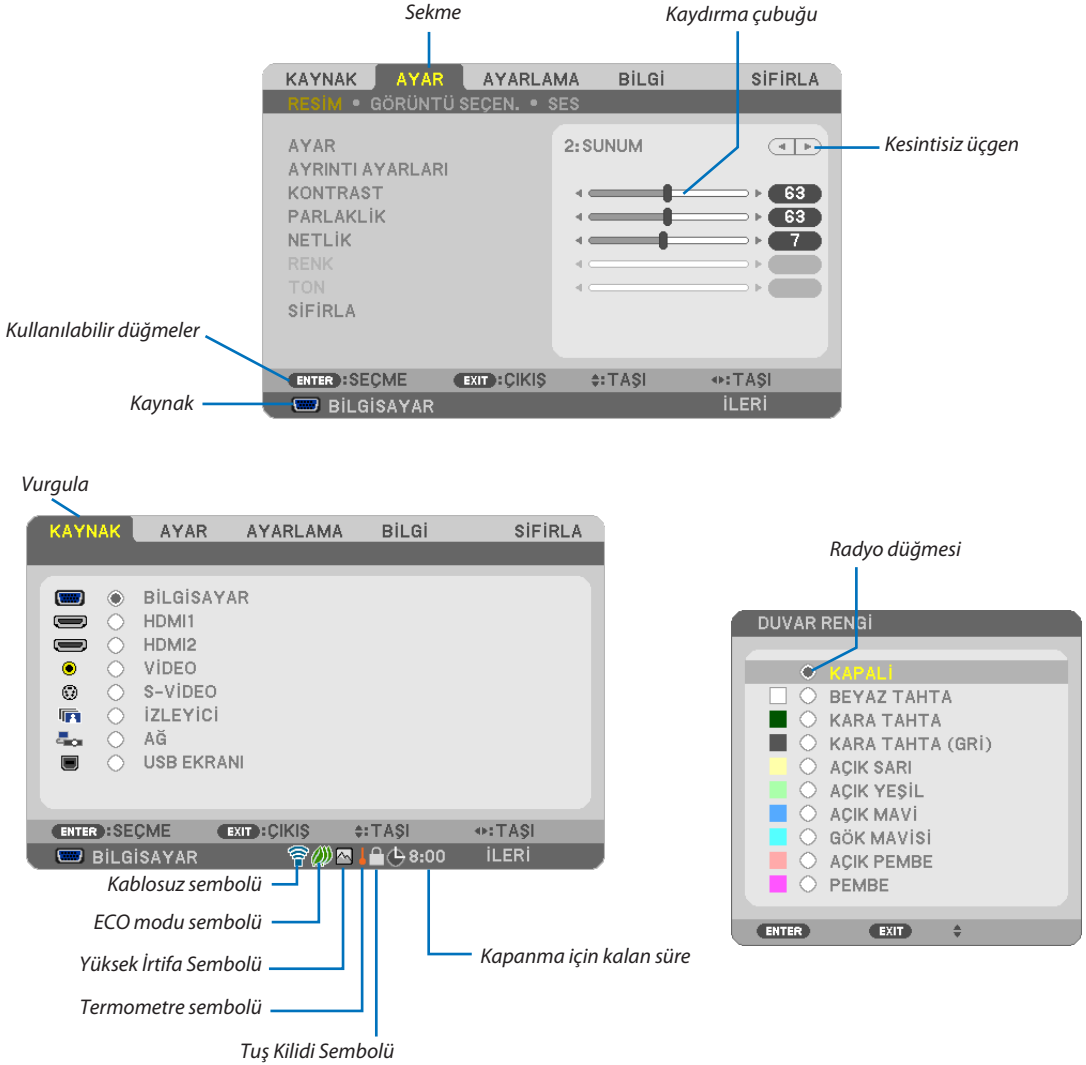 Sekme
Kaydırma çubuğu
KAYNAK AYAR AYARLAMA BİLGİ SİFİRLA
RESİM • GÖRÜNTÜ SEÇEN. • SES
AYAR 2:SUNUM
Kesintisiz üçgen
AYRINTI AYARLARI
KONTRAST 63
PARLAKLİK 63
NETLİK 7
RENK
TON
SİFİRLA
Kullanılabilir düğmeler
ENTER :SEÇME EXIT :ÇIKIŞ :TAŞI :TAŞI
Kaynak
BİLGİSAYAR İLERİ
Vurgula
KAYNAK AYAR AYARLAMA BİLGİ SİFİRLA
BİLGİSAYAR
HDMI1
HDMI2
VİDEO
S-VİDEO
İZLEYİCİ
AĞ
USB EKRANI
ENTER :SEÇME EXIT :ÇIKIŞ :TAŞI :TAŞI
BİLGİSAYAR 8:00 İLERİ
Kablosuz sembolü
ECO modu sembolü
Yüksek İrtifa Sembolü
Kapanma için kalan süre
Termometre sembolü
Tuş Kilidi Sembolü
Radyo düğmesi
DUVAR RENGİ
KAPALİ
BEYAZ TAHTA
KARA TAHTA
KARA TAHTA (GRİ)
AÇIK SARI
AÇIK YEŞİL
AÇIK MAVİ
GÖK MAVİSİ
AÇIK PEMBE
PEMBE
ENTER EXIT